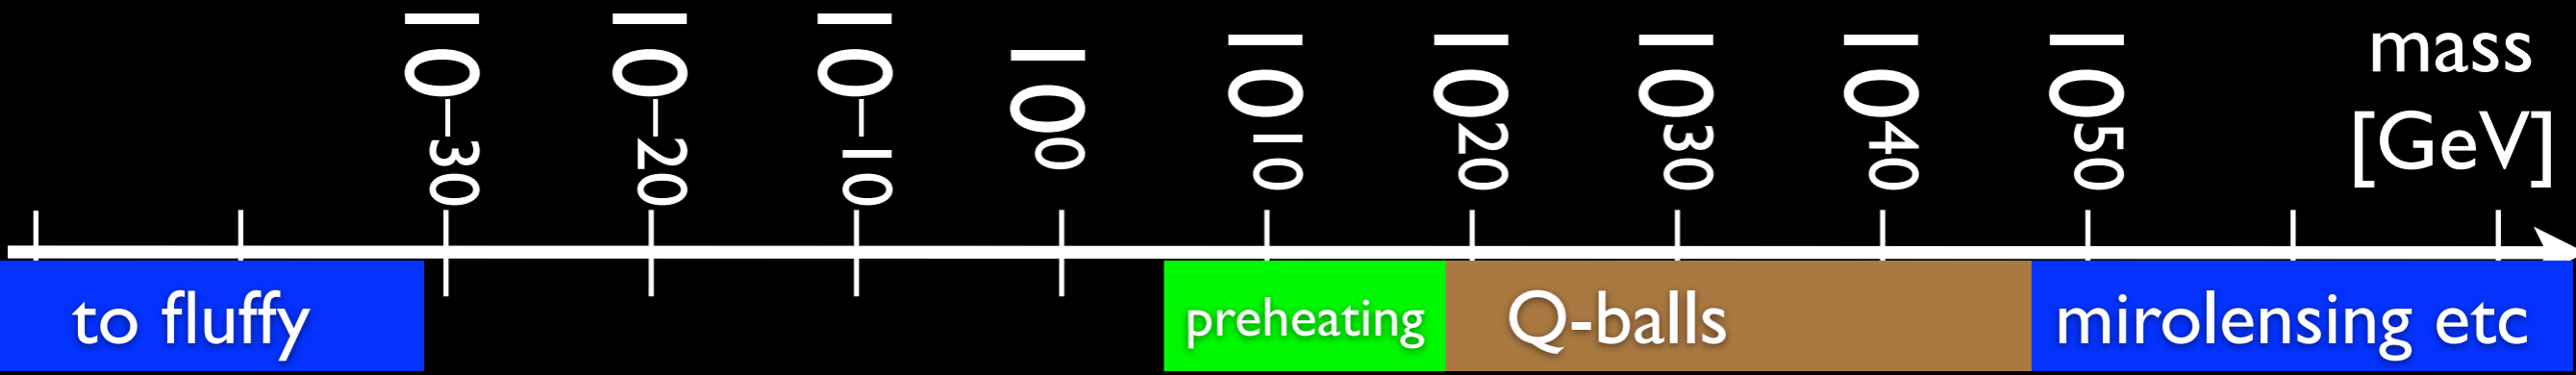 10⁻³⁰ 10⁻²⁰ 10⁻¹⁰ 10⁰ 10¹⁰ 10²⁰ 10³⁰ 10⁴⁰ 10⁵⁰ mass
[GeV]
to fluffy preheating Q-balls mirolensing etc